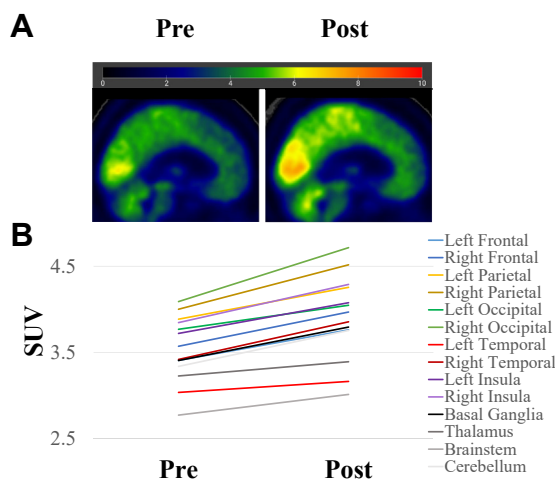 A
Pre Post
0 2 4 6 8 10
B
SUV
4.5
3.5
2.5
Pre Post
Left Frontal
Right Frontal
Left Parietal
Right Parietal
Left Occipital
Right Occipital
Left Temporal
Right Temporal
Left Insula
Right Insula
Basal Ganglia
Thalamus
Brainstem
Cerebellum